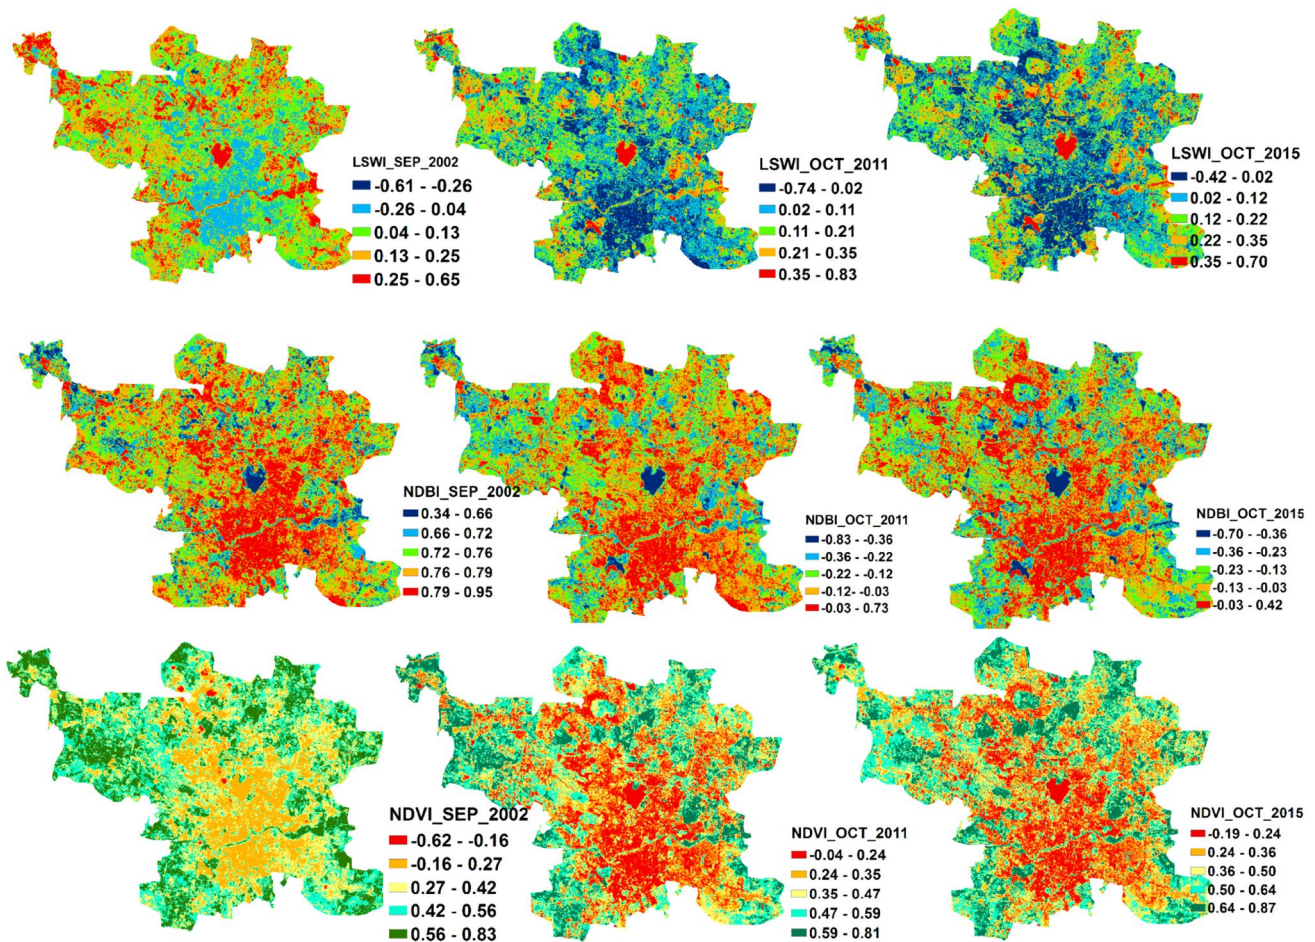 LSWI_SEP_2002
-0.61 - -0.26
-0.26 - 0.04
0.04 - 0.13
0.13 - 0.25
0.25 - 0.65
LSWI_OCT_2011
-0.74 - 0.02
0.02 - 0.11
0.11 - 0.21
0.21 - 0.35
0.35 - 0.83
LSWI_OCT_2015
-0.42 - 0.02
0.02 - 0.12
0.12 - 0.22
0.22 - 0.35
0.35 - 0.70
NDBI_SEP_2002
0.34 - 0.66
0.66 - 0.72
0.72 - 0.76
0.76 - 0.79
0.79 - 0.95
NDBI_OCT_2011
-0.83 - -0.36
-0.36 - -0.22
-0.22 - -0.12
-0.12- -0.03
-0.03 - 0.73
NDBI_OCT_2015
-0.70 - -0.36
-0.36 - -0.23
-0.23 - -0.13
-0.13 - -0.03
-0.03 - 0.42
NDVI_SEP_2002
-0.62 - -0.16
-0.16 - 0.27
0.27 - 0.42
0.42 - 0.56
0.56 - 0.83
NDVI_OCT_2011
-0.04 - 0.24
0.24 - 0.35
0.35 - 0.47
0.47 - 0.59
0.59 - 0.81
NDVI_OCT_2015
-0.19 - 0.24
0.24 - 0.36
0.36 - 0.50
0.50 - 0.64
0.64 - 0.87